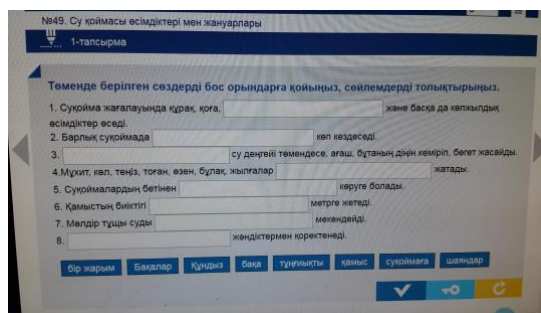 №49. Су қоймасы өсімдіктері мен жануарлары
1-тапсырма
Төменде берілген сөздерді бос орындарға қойыңыз, сөйлемдерді толықтырыңыз.
1. Суқойма жағалауында құрақ, қоға, және басқа да көпжылдық
өсімдіктер өседі.
2. Барлық суқоймада көп кездеседі.
3. су деңгейі төмендесе, ағаш, бұтаның діңін кеміріп, бөгет жасайды.
4.Мұхит, көл, теңіз, тоған, өзен, бұлақ, жылғалар жатады.
5. Суқоймалардың бетінен көруге болады.
6. Қамыстың биіктігі метрге жетеді.
7. Мөлдір тұщы суды мекендейді.
8. жәндіктермен қоректенеді.
бір жарым Бақалар Құндыз бақа тұңғиықты қамыс суқоймаға шаяндар